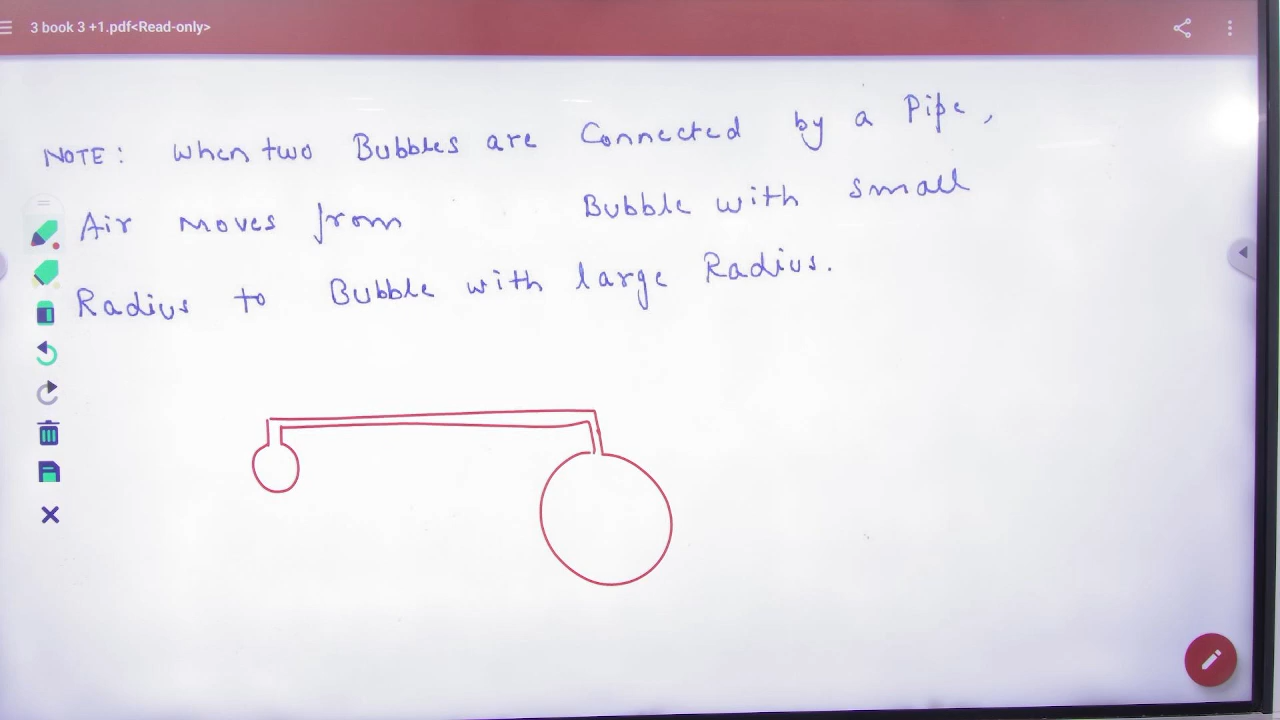 3 book 3 +1.pdf<Read-only>
NOTE: When two Bubbles are Connected by a Pipe,
Air moves from Bubble with small
Radius to Bubble with large Radius.